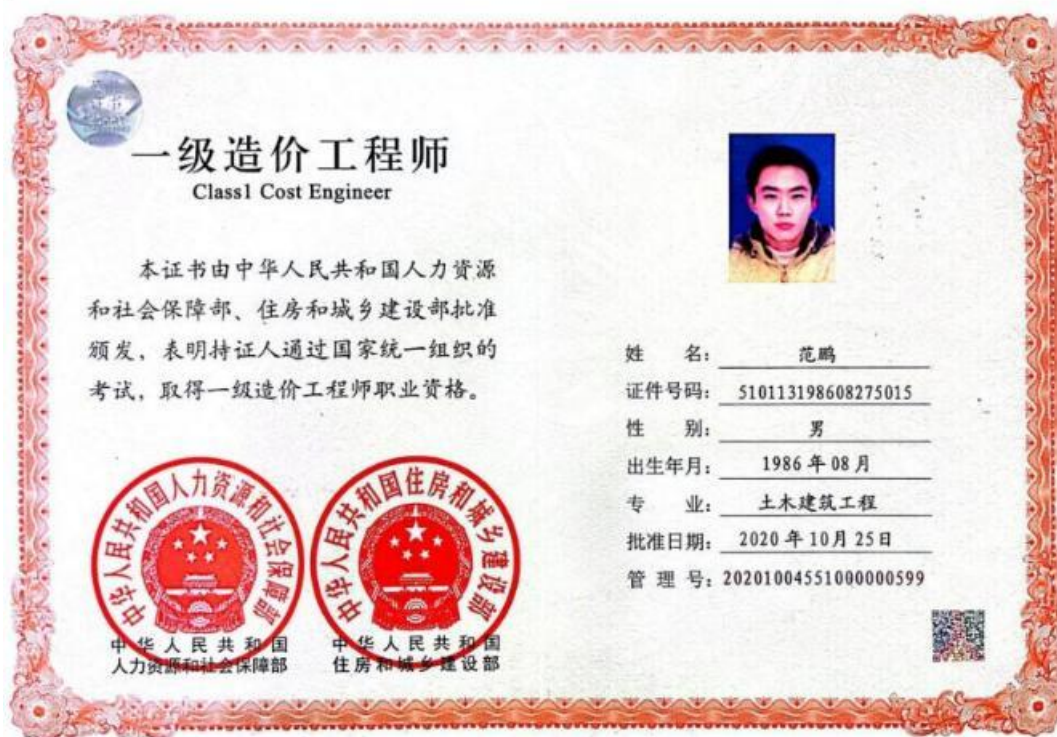 一级造价工程师
Class1 Cost Engineer
本证书由中华人民共和国人力资源
和社会保障部、住房和城乡建设部批准
颁发，表明持证人通过国家统一组织的
考试，取得一级造价工程师职业资格。
中华人民共和国人力资源和社会保障部
中华人民共和国住房和城乡建设部
中华人民共和国
人力资源和社会保障部
中华人民共和国
住房和城乡建设部
姓 名： 范鹏
证件号码： 510113198608275015
性 别： 男
出生年月： 1986年08月
专 业： 土木建筑工程
批准日期： 2020年10月25日
管 理 号：20201004551000000599